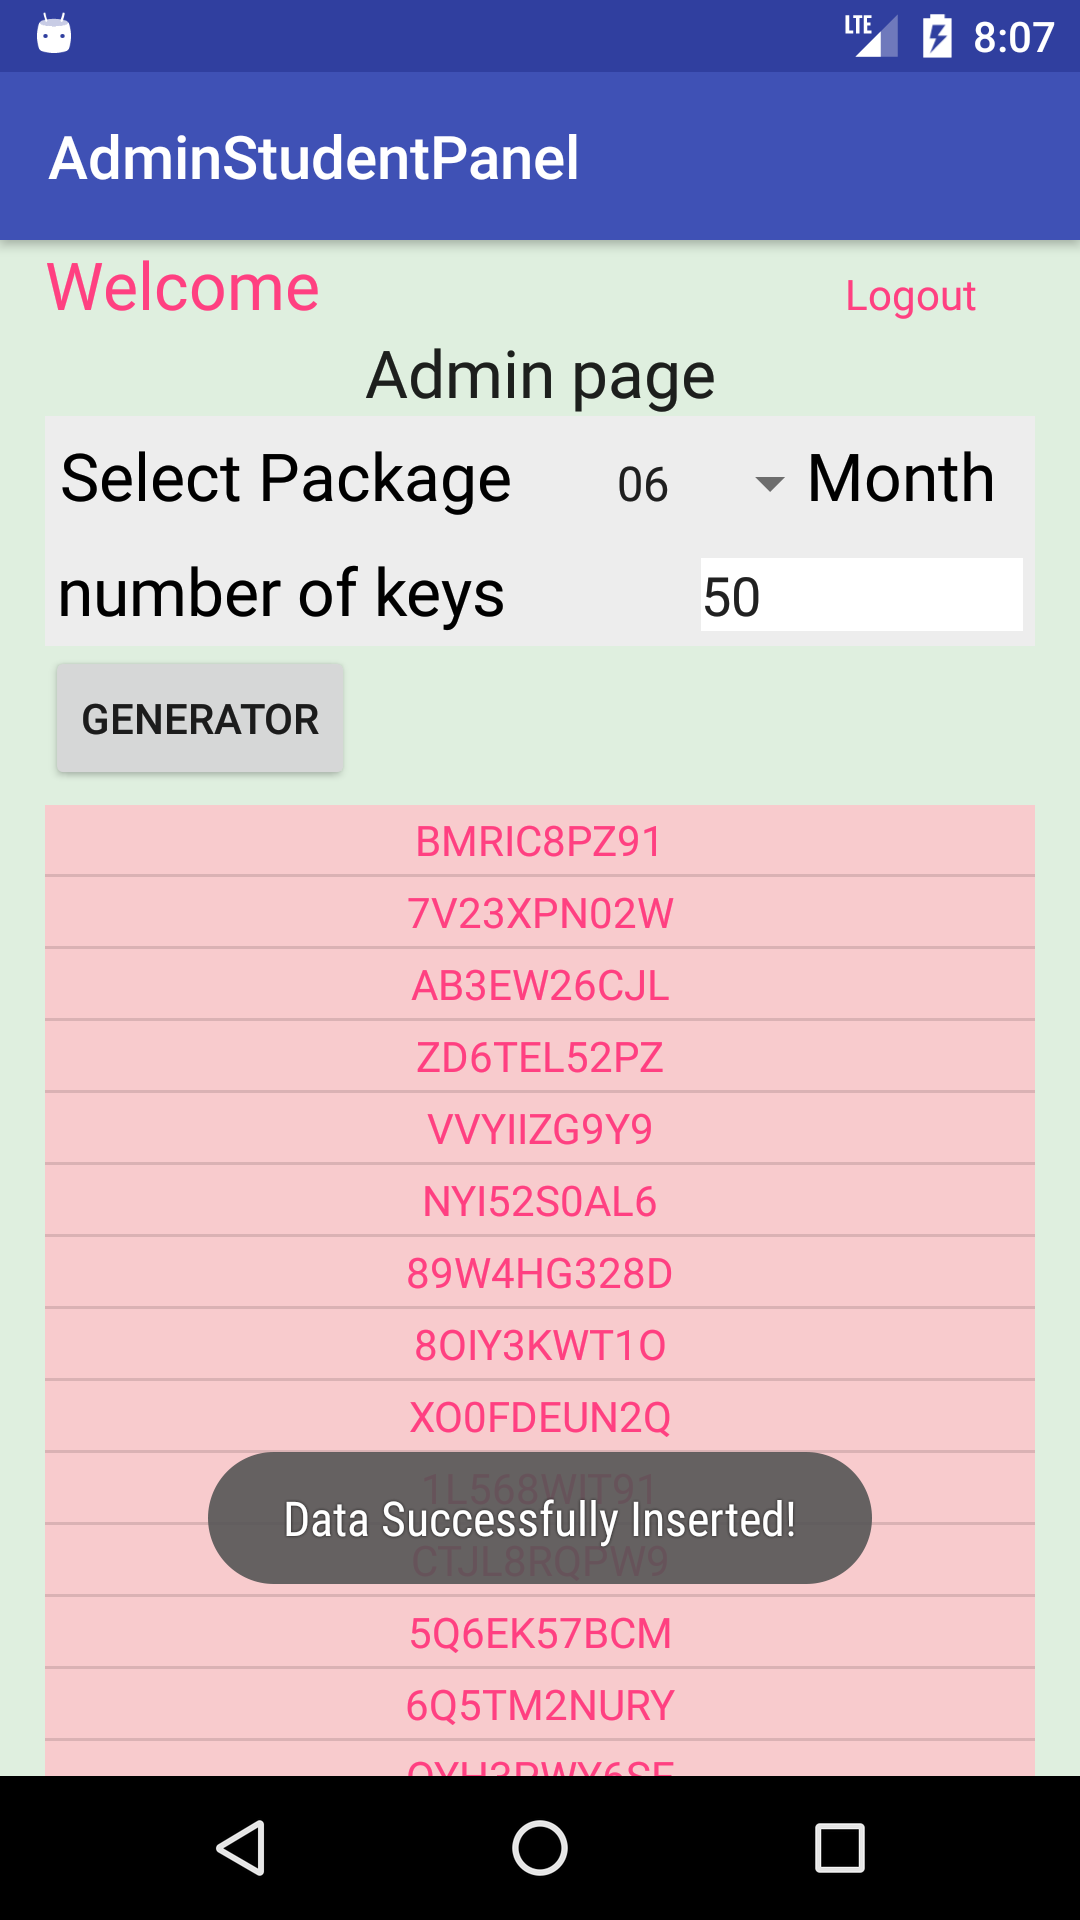 LTE 8:07
AdminStudentPanel
Welcome
Logout
Admin page
Select Package 06 Month
number of keys 50
GENERATOR
BMRIC8PZ91
7V23XPN02W
AB3EW26CJL
ZD6TEL52PZ
VVYIIZG9Y9
NYI52S0AL6
89W4HG328D
8OIY3KWT1O
XO0FDEUN2Q
1L568WIT91
Data Successfully Inserted!
CTJL8RQPW9
5Q6EK57BCM
6Q5TM2NURY